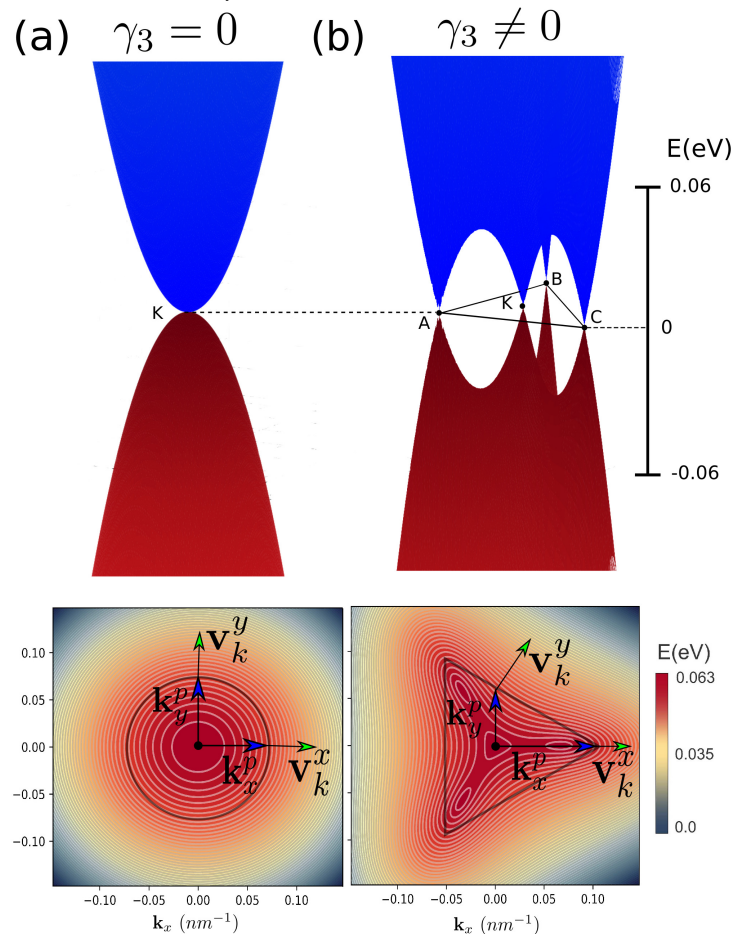 (a) γ₃ = 0 (b) γ₃ ≠ 0
E(eV)
0.06
K
A
K
B
C
0
-0.06
0.10
0.05
0.00
−0.05
−0.10
v_k^y
k_y^p
k_x^p
v_k^x
−0.10 −0.05 0.00 0.05 0.10
k_x (nm⁻¹)
v_k^y
k_y^p
k_x^p
v_k^x
−0.10 −0.05 0.00 0.05 0.10
k_x (nm⁻¹)
E(eV)
0.063
0.035
0.0